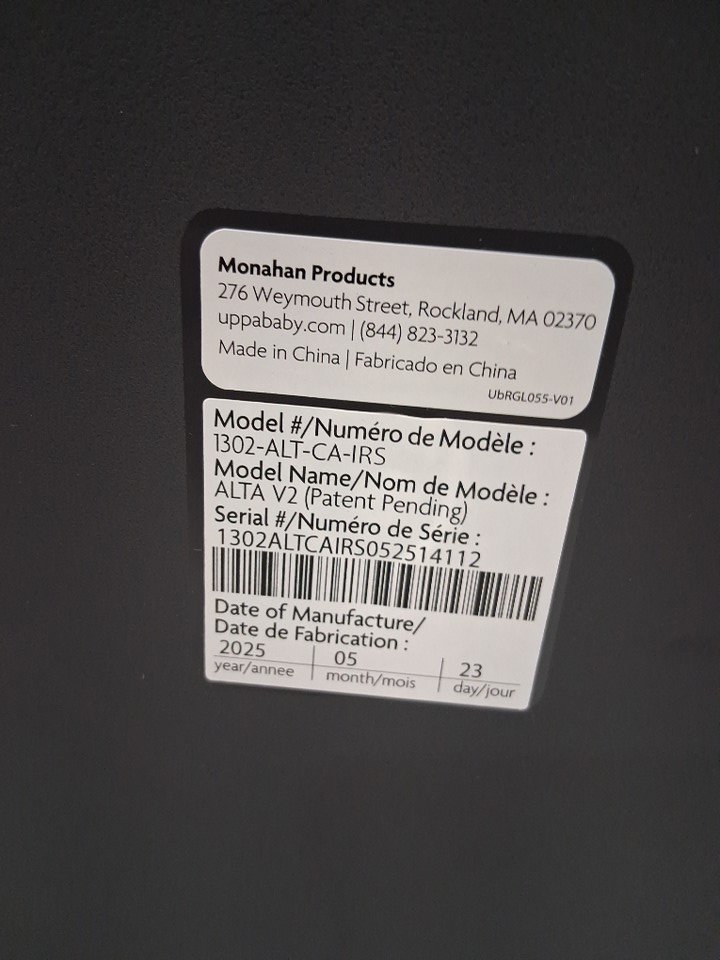 Monahan Products
276 Weymouth Street, Rockland, MA 02370
uppababy.com | (844) 823-3132
Made in China | Fabricado en China
UbRGL055-V01
Model #/Numéro de Modèle :
1302-ALT-CA-IRS
Model Name/Nom de Modèle :
ALTA V2 (Patent Pending)
Serial #/Numéro de Série :
1302ALTCAIRS052514112
Date of Manufacture/
Date de Fabrication :
2025 | 05 | 23
year/annee | month/mois | day/jour